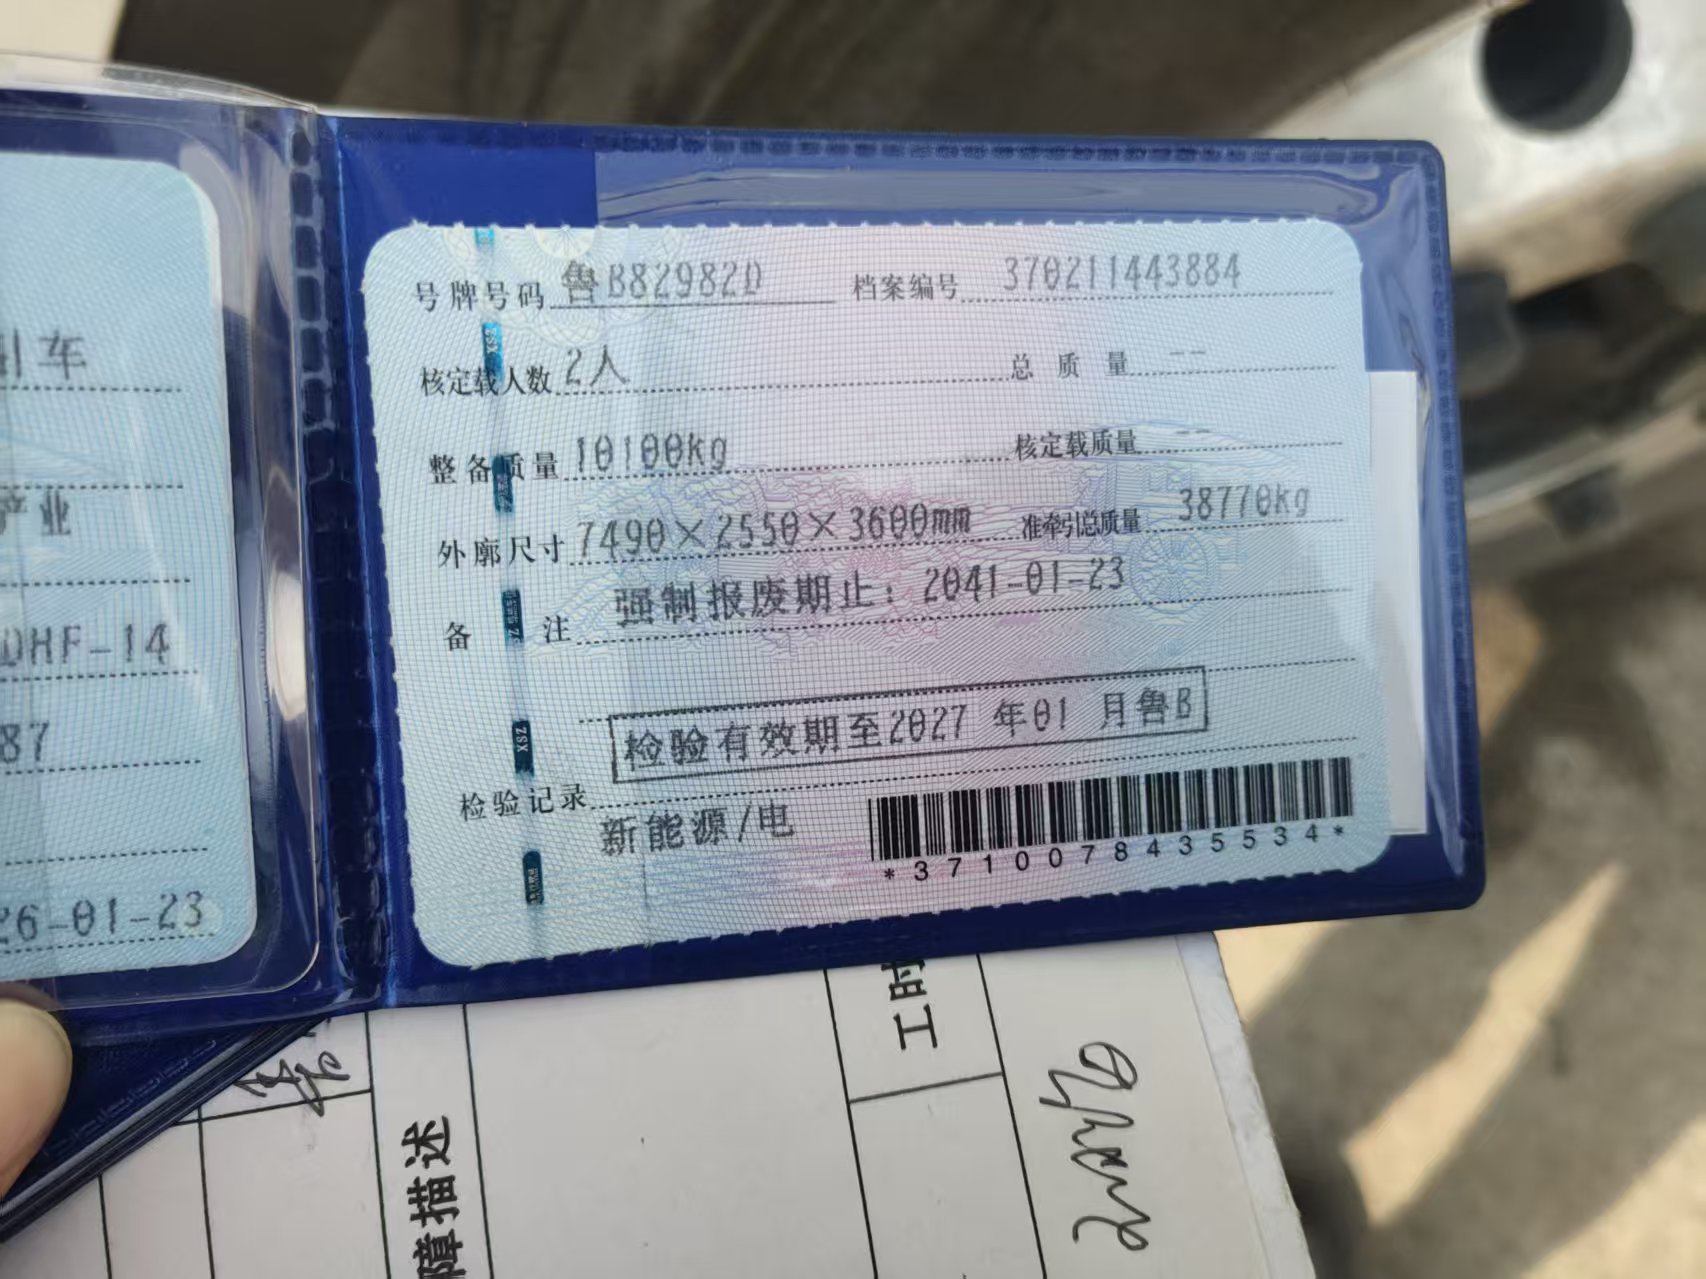 引车
产业
DHF-14
87
26-01-23
号牌号码 鲁B82982D 档案编号 370211443884
核定载人数 2人 总质量 --
整备质量 10100kg 核定载质量 --
外廓尺寸 7490×2550×3600mm 准牵引总质量 38770kg
备注 强制报废期止：2041-01-23
检验有效期至2027 年01 月鲁B
检验记录
新能源/电
*371007843553４*
工时
障描述